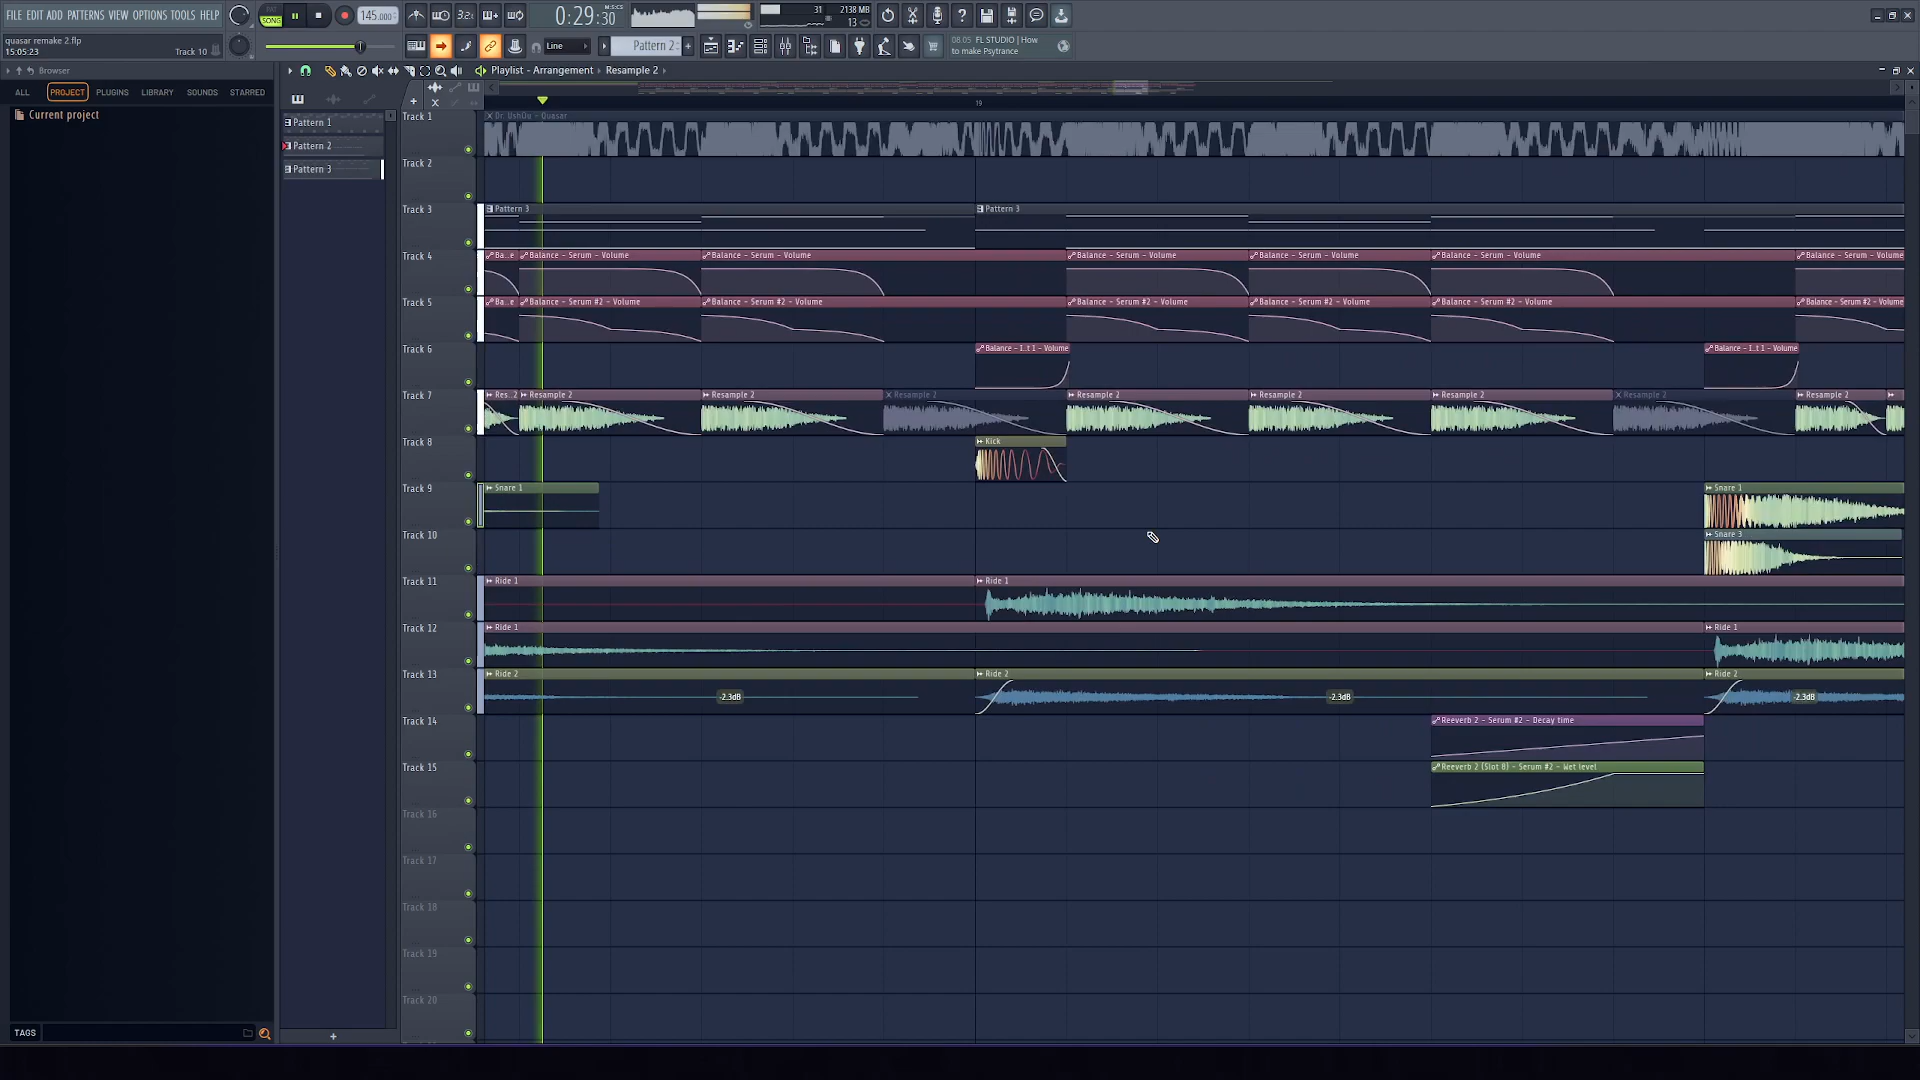 FILE EDIT ADD PATTERNS VIEW OPTIONS TOOLS HELP
SONG
145.000
3.2:
0:29:30
M:S:CS
31
2138 MB
13
quasar remake 2.flp
15:05:23
Track 10
Line
Pattern 2
08.05 FL STUDIO | How
to make Psytrance
Browser
Playlist - Arrangement
Resample 2
ALL
PROJECT
PLUGINS
LIBRARY
SOUNDS
STARRED
Current project
Pattern 1
Pattern 2
Pattern 3
19
Track 1
Dr. UshOu - Quasar
Track 2
Track 3
Pattern 3
Pattern 3
Track 4
Ba..e
Balance - Serum - Volume
Balance - Serum - Volume
Balance - Serum - Volume
Balance - Serum - Volume
Balance - Serum - Volume
Balance - Serum - Volume
Track 5
Ba..e
Balance - Serum #2 - Volume
Balance - Serum #2 - Volume
Balance - Serum #2 - Volume
Balance - Serum #2 - Volume
Balance - Serum #2 - Volume
Balance - Serum #2 - Volume
Track 6
Balance - I..t 1 - Volume
Balance - I..t 1 - Volume
Track 7
Res..2
Resample 2
Resample 2
Resample 2
Resample 2
Resample 2
Resample 2
Resample 2
Resample 2
Track 8
Kick
Track 9
Snare 1
Snare 1
Track 10
Snare 3
Track 11
Ride 1
Ride 1
Track 12
Ride 1
Ride 1
Track 13
Ride 2
Ride 2
Ride 2
-2.3dB
-2.3dB
-2.3dB
Track 14
Reeverb 2 - Serum #2 - Decay time
Track 15
Reeverb 2 (Slot 8) - Serum #2 - Wet level
Track 16
Track 17
Track 18
Track 19
Track 20
TAGS